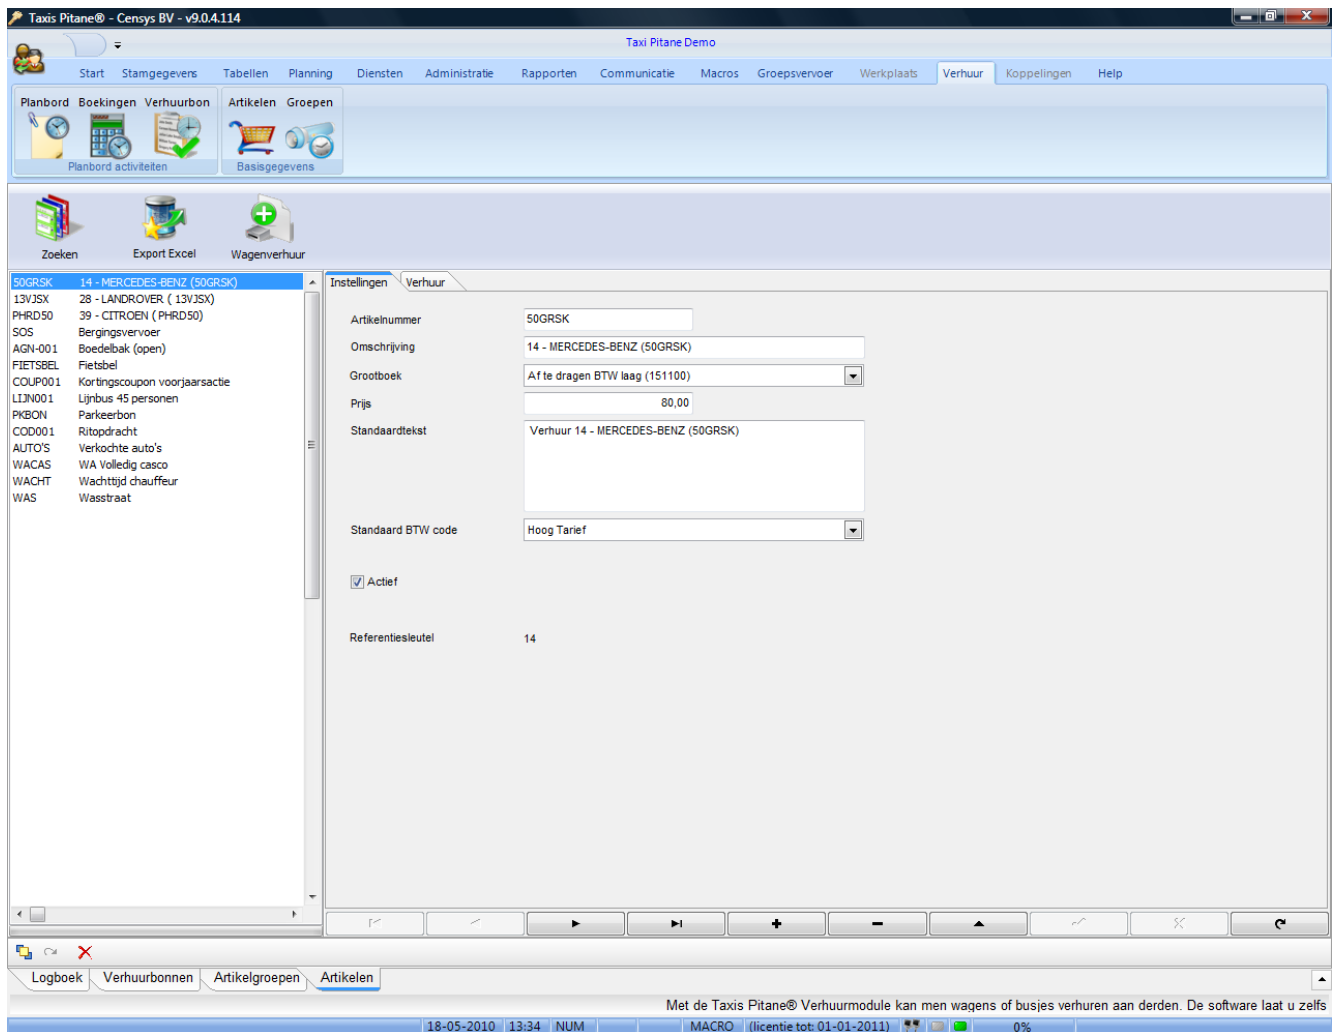 Taxis Pitane® - Censys BV - v9.0.4.114
Taxi Pitane Demo
Start Stamgegevens Tabellen Planning Diensten Administratie Rapporten Communicatie Macros Groepsvervoer Werkplaats Verhuur Koppelingen Help
Planbord Boekingen Verhuurbon Artikelen Groepen
Planbord activiteiten Basisgegevens
Zoeken Export Excel Wagenverhuur
50GRSK 14 - MERCEDES-BENZ (50GRSK)
13VJSX 28 - LANDROVER ( 13VJSX)
PHRD50 39 - CITROEN ( PHRD50)
SOS Bergingsvervoer
AGN-001 Boedelbak (open)
FIETSBEL Fietsbel
COUP001 Kortingscoupon voorjaarsactie
LIJN001 Lijnbus 45 personen
PKBON Parkeerbon
COD001 Ritopdracht
AUTO'S Verkochte auto's
WACAS WA Volledig casco
WACHT Wachttijd chauffeur
WAS Wasstraat
Instellingen Verhuur
Artikelnummer 50GRSK
Omschrijving 14 - MERCEDES-BENZ (50GRSK)
Grootboek Af te dragen BTW laag (151100)
Prijs 80,00
Standaardtekst Verhuur 14 - MERCEDES-BENZ (50GRSK)
Standaard BTW code Hoog Tarief
Actief
Referentiesleutel 14
Logboek Verhuurbonnen Artikelgroepen Artikelen
Met de Taxis Pitane® Verhuurmodule kan men wagens of busjes verhuren aan derden. De software laat u zelfs
18-05-2010 13:34 NUM MACRO (licentie tot: 01-01-2011) 0%